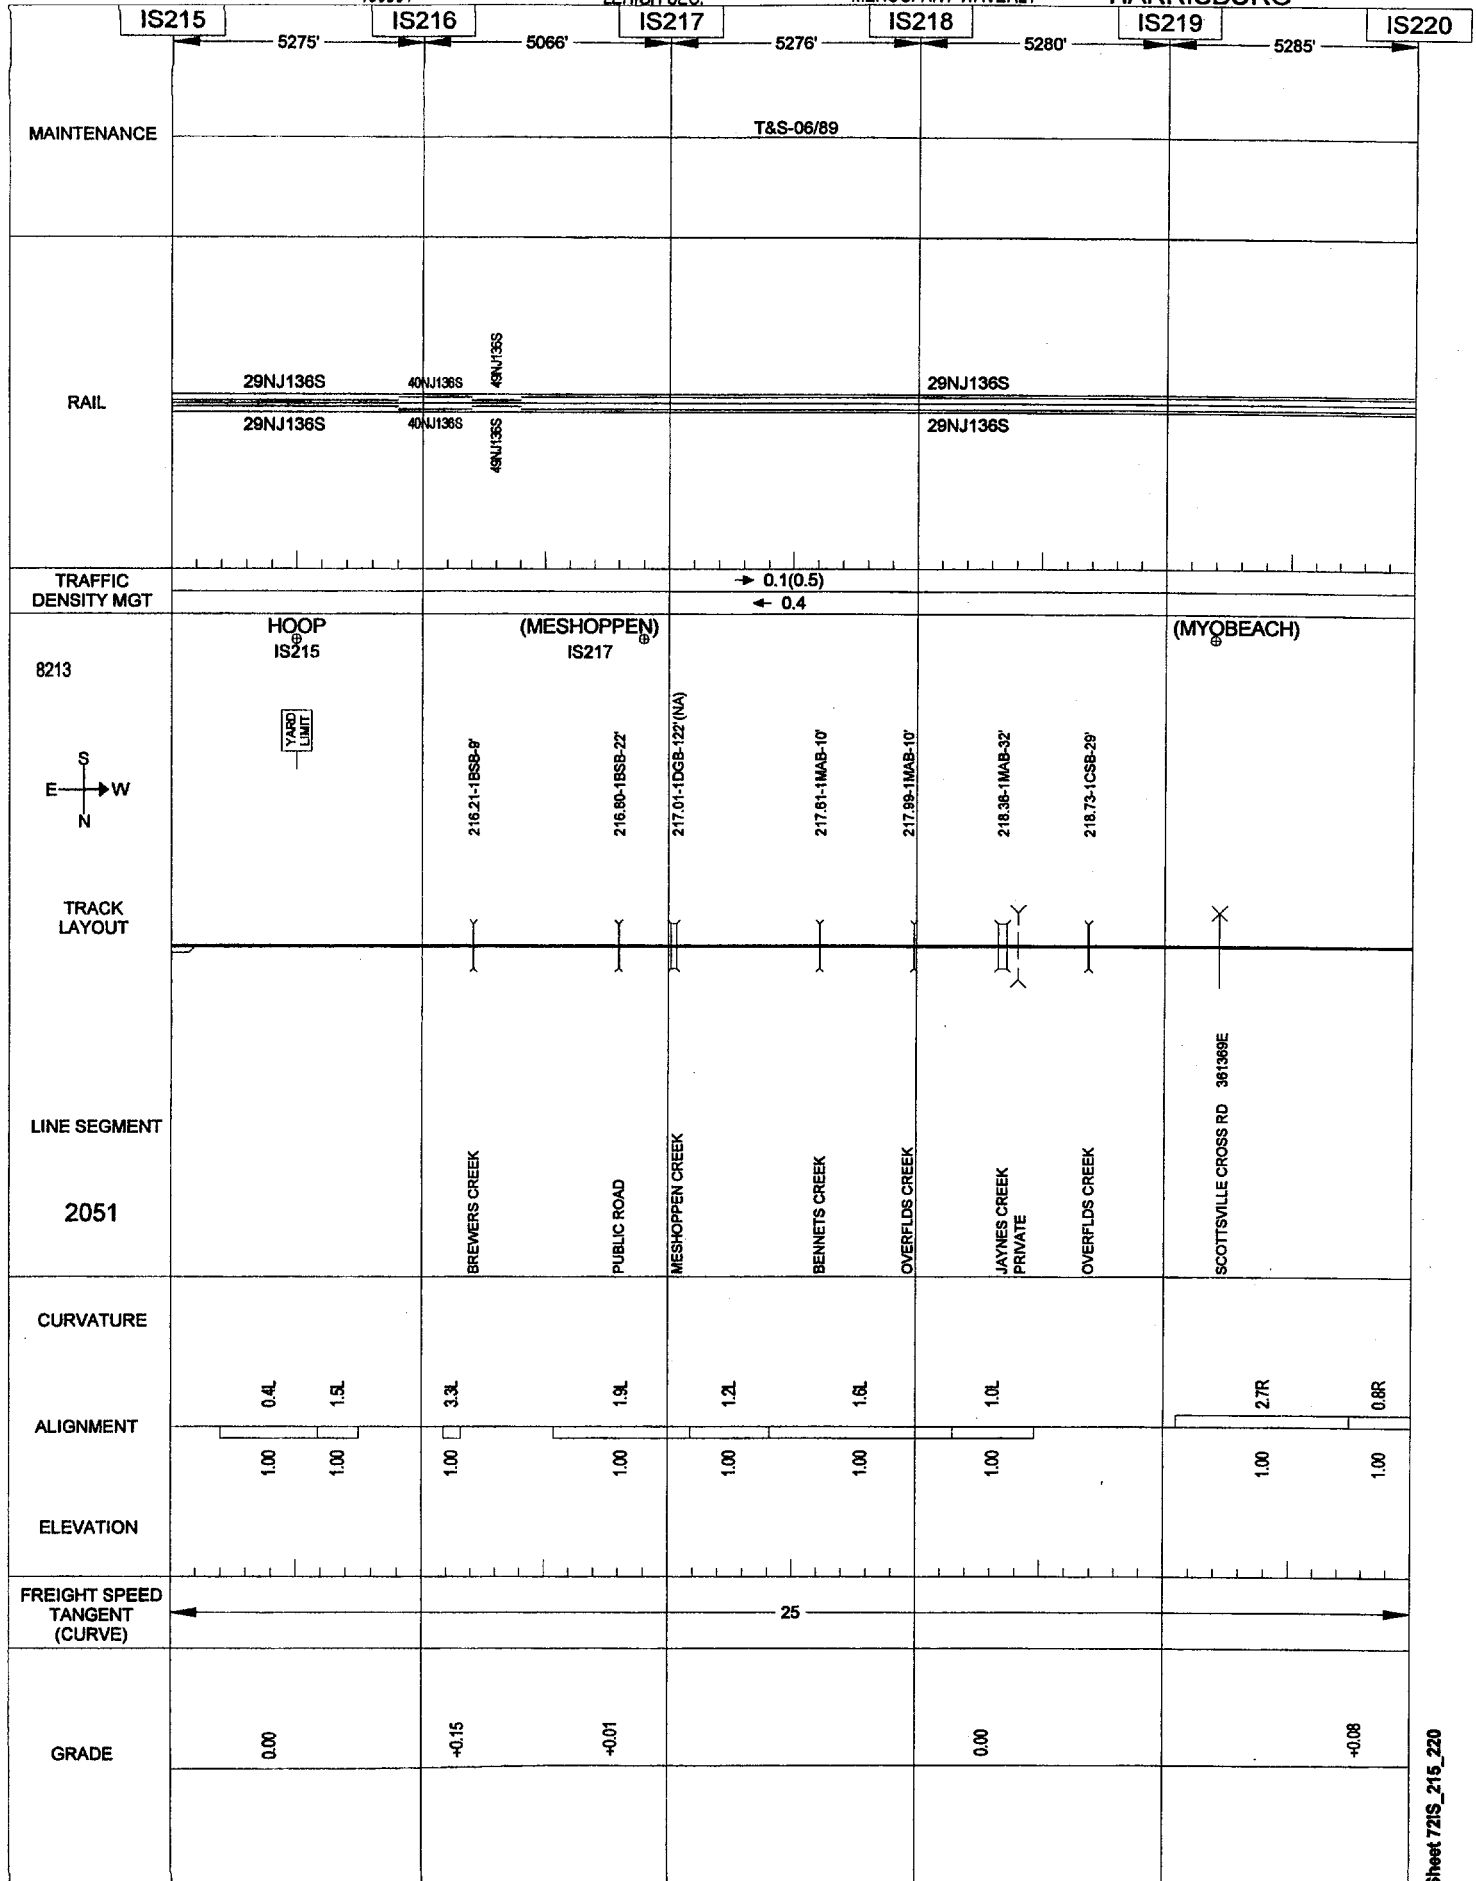 HARRISBURG
IS215 IS216 IS217 IS218 IS219 IS220
5275' 5066' 5276' 5280' 5285'
MAINTENANCE
T&S-06/89
RAIL
29NJ136S 40NJ136S 49NJ136S 29NJ136S
29NJ136S 40NJ136S 49NJ136S 29NJ136S
TRAFFIC
DENSITY MGT
→ 0.1(0.5)
← 0.4
HOOP (MESHOPPEN) (MYOBEACH)
IS215 IS217
8213
YARD
LIMIT
S
E W
N
216.21-1BSB-9'
216.80-1BSB-22'
217.01-1DGB-122'(NA)
217.61-1MAB-10'
217.99-1MAB-10'
218.36-1MAB-32'
218.73-1CSB-29'
TRACK
LAYOUT
LINE SEGMENT
2051
BREWERS CREEK
PUBLIC ROAD
MESHOPPEN CREEK
BENNETS CREEK
OVERFLDS CREEK
JAYNES CREEK
PRIVATE
OVERFLDS CREEK
SCOTTSVILLE CROSS RD 361369E
CURVATURE
0.4L 1.5L 3.3L 1.9L 1.2L 1.6L 1.0L 2.7R 0.8R
ALIGNMENT
1.00 1.00 1.00 1.00 1.00 1.00 1.00 1.00 1.00
ELEVATION
FREIGHT SPEED
TANGENT
(CURVE)
25
GRADE
0.00 +0.15 +0.01 0.00 +0.08
Sheet 72IS_215_220